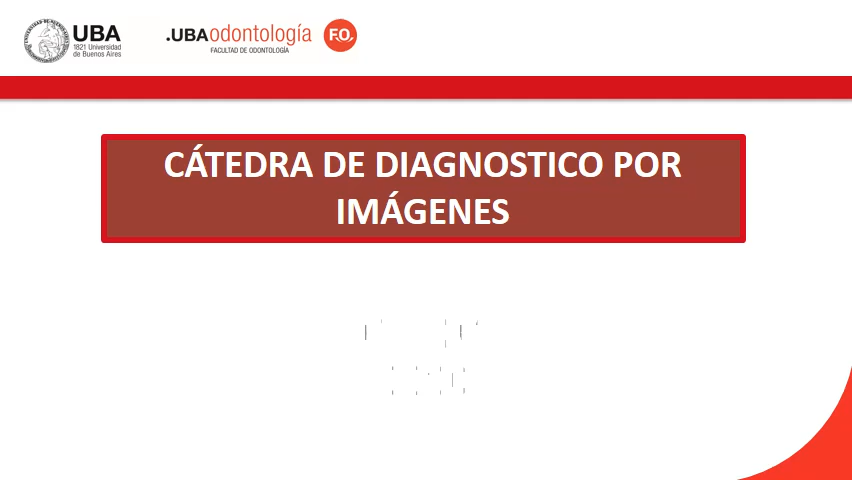 UBA
1821 Universidad
de Buenos Aires
.UBAodontología
FACULTAD DE ODONTOLOGÍA
F.O.
CÁTEDRA DE DIAGNOSTICO POR
IMÁGENES